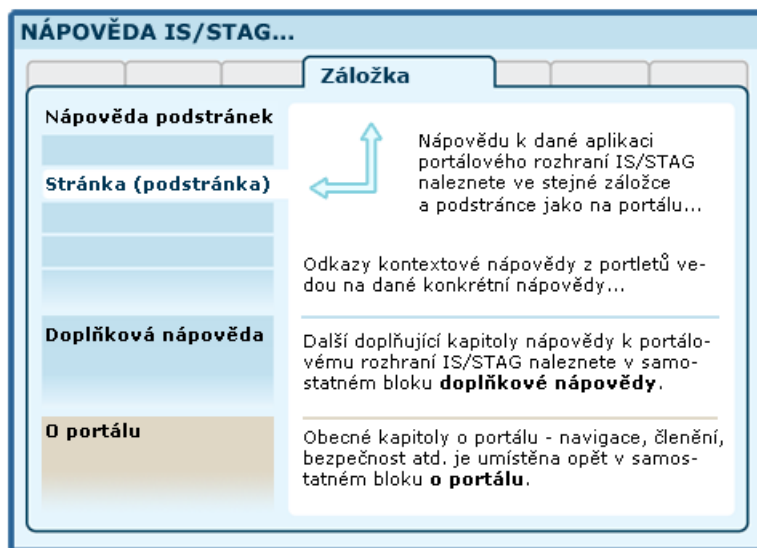 NÁPOVĚDA IS/STAG...
Záložka
Nápověda podstránek
Stránka (podstránka)
Nápovědu k dané aplikaci
portálového rozhraní IS/STAG
naleznete ve stejné záložce
a podstránce jako na portálu...
Odkazy kontextové nápovědy z portletů ve-
dou na dané konkrétní nápovědy...
Doplňková nápověda
Další doplňující kapitoly nápovědy k portálo-
vému rozhraní IS/STAG naleznete v samo-
statném bloku doplňkové nápovědy.
O portálu
Obecné kapitoly o portálu - navigace, členění,
bezpečnost atd. je umístěna opět v samos-
tatném bloku o portálu.